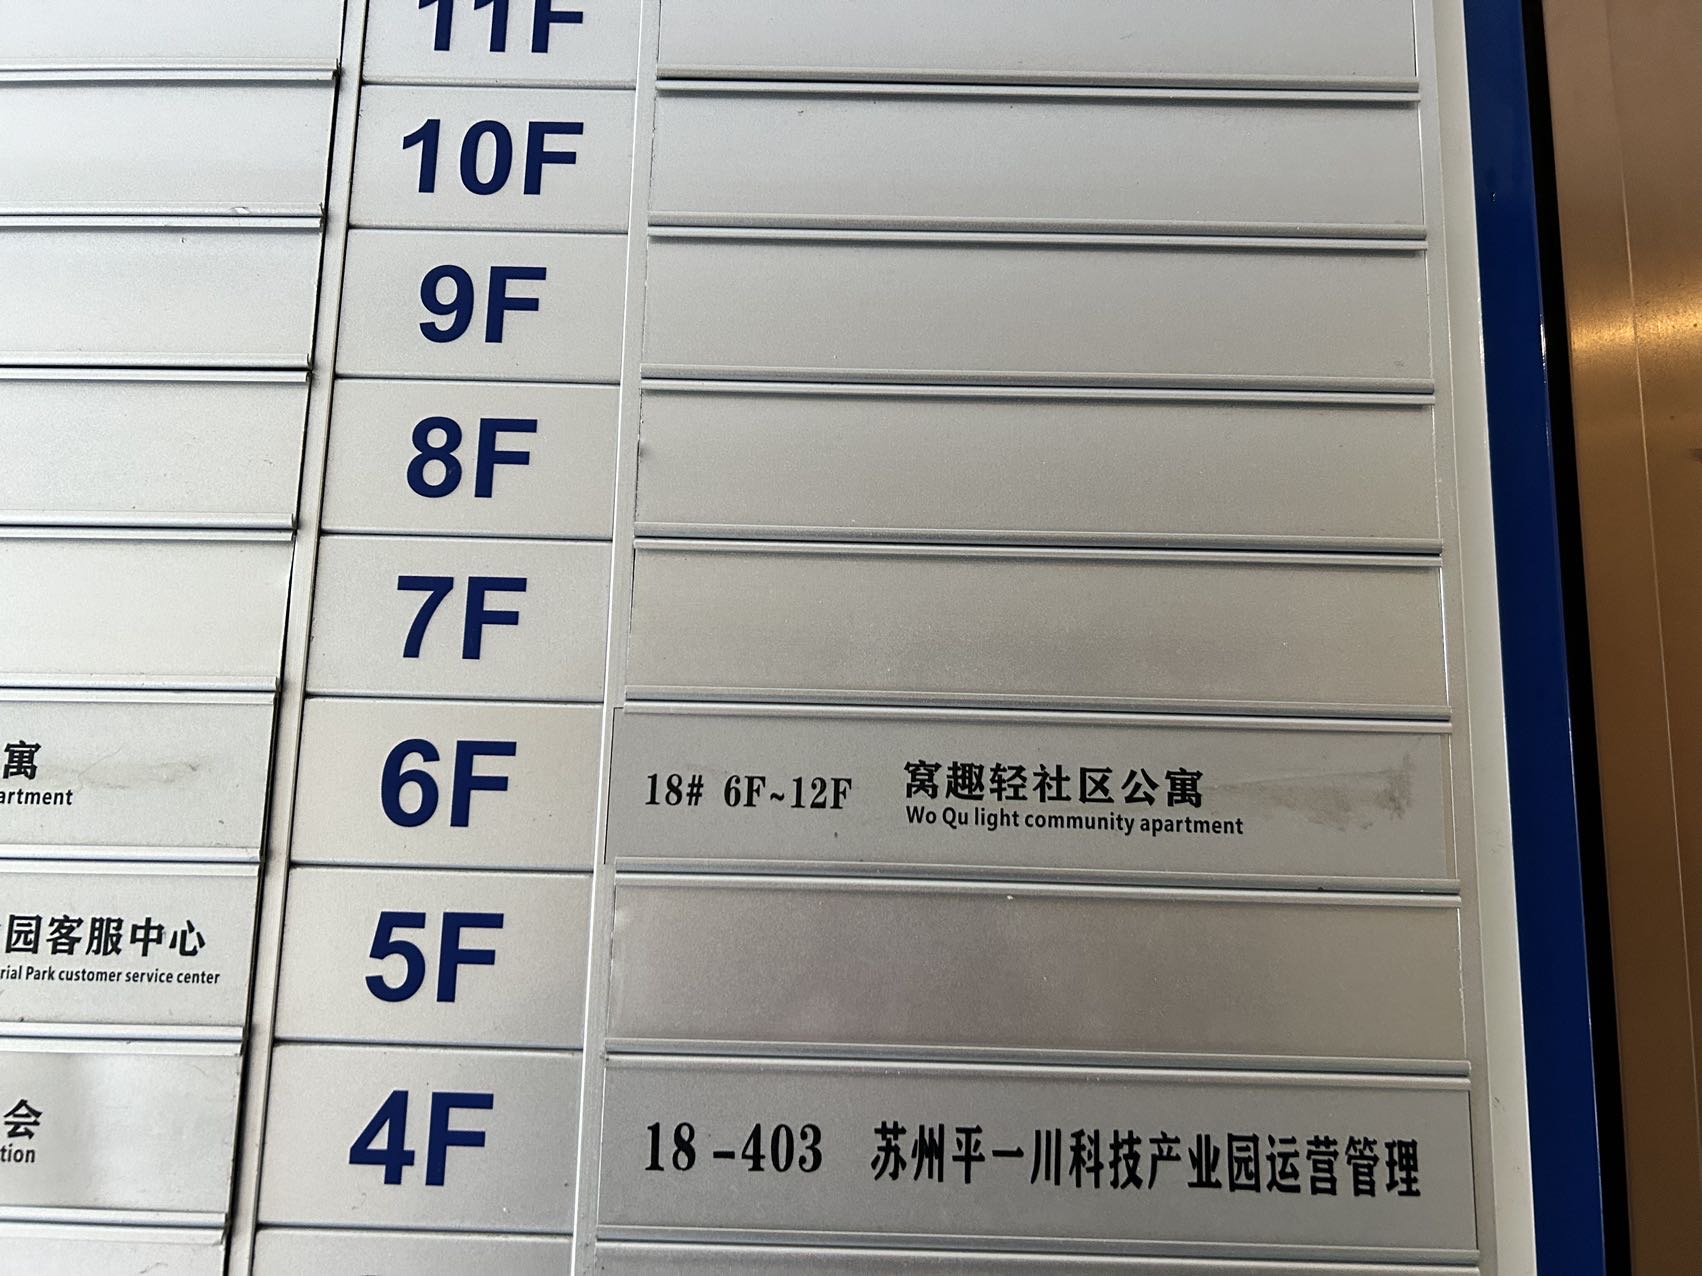 11F
10F
9F
8F
7F
寓
artment
6F
18# 6F~12F 窝趣轻社区公寓
Wo Qu light community apartment
园客服中心
rial Park customer service center
5F
会
tion
4F
18-403 苏州平一川科技产业园运营管理